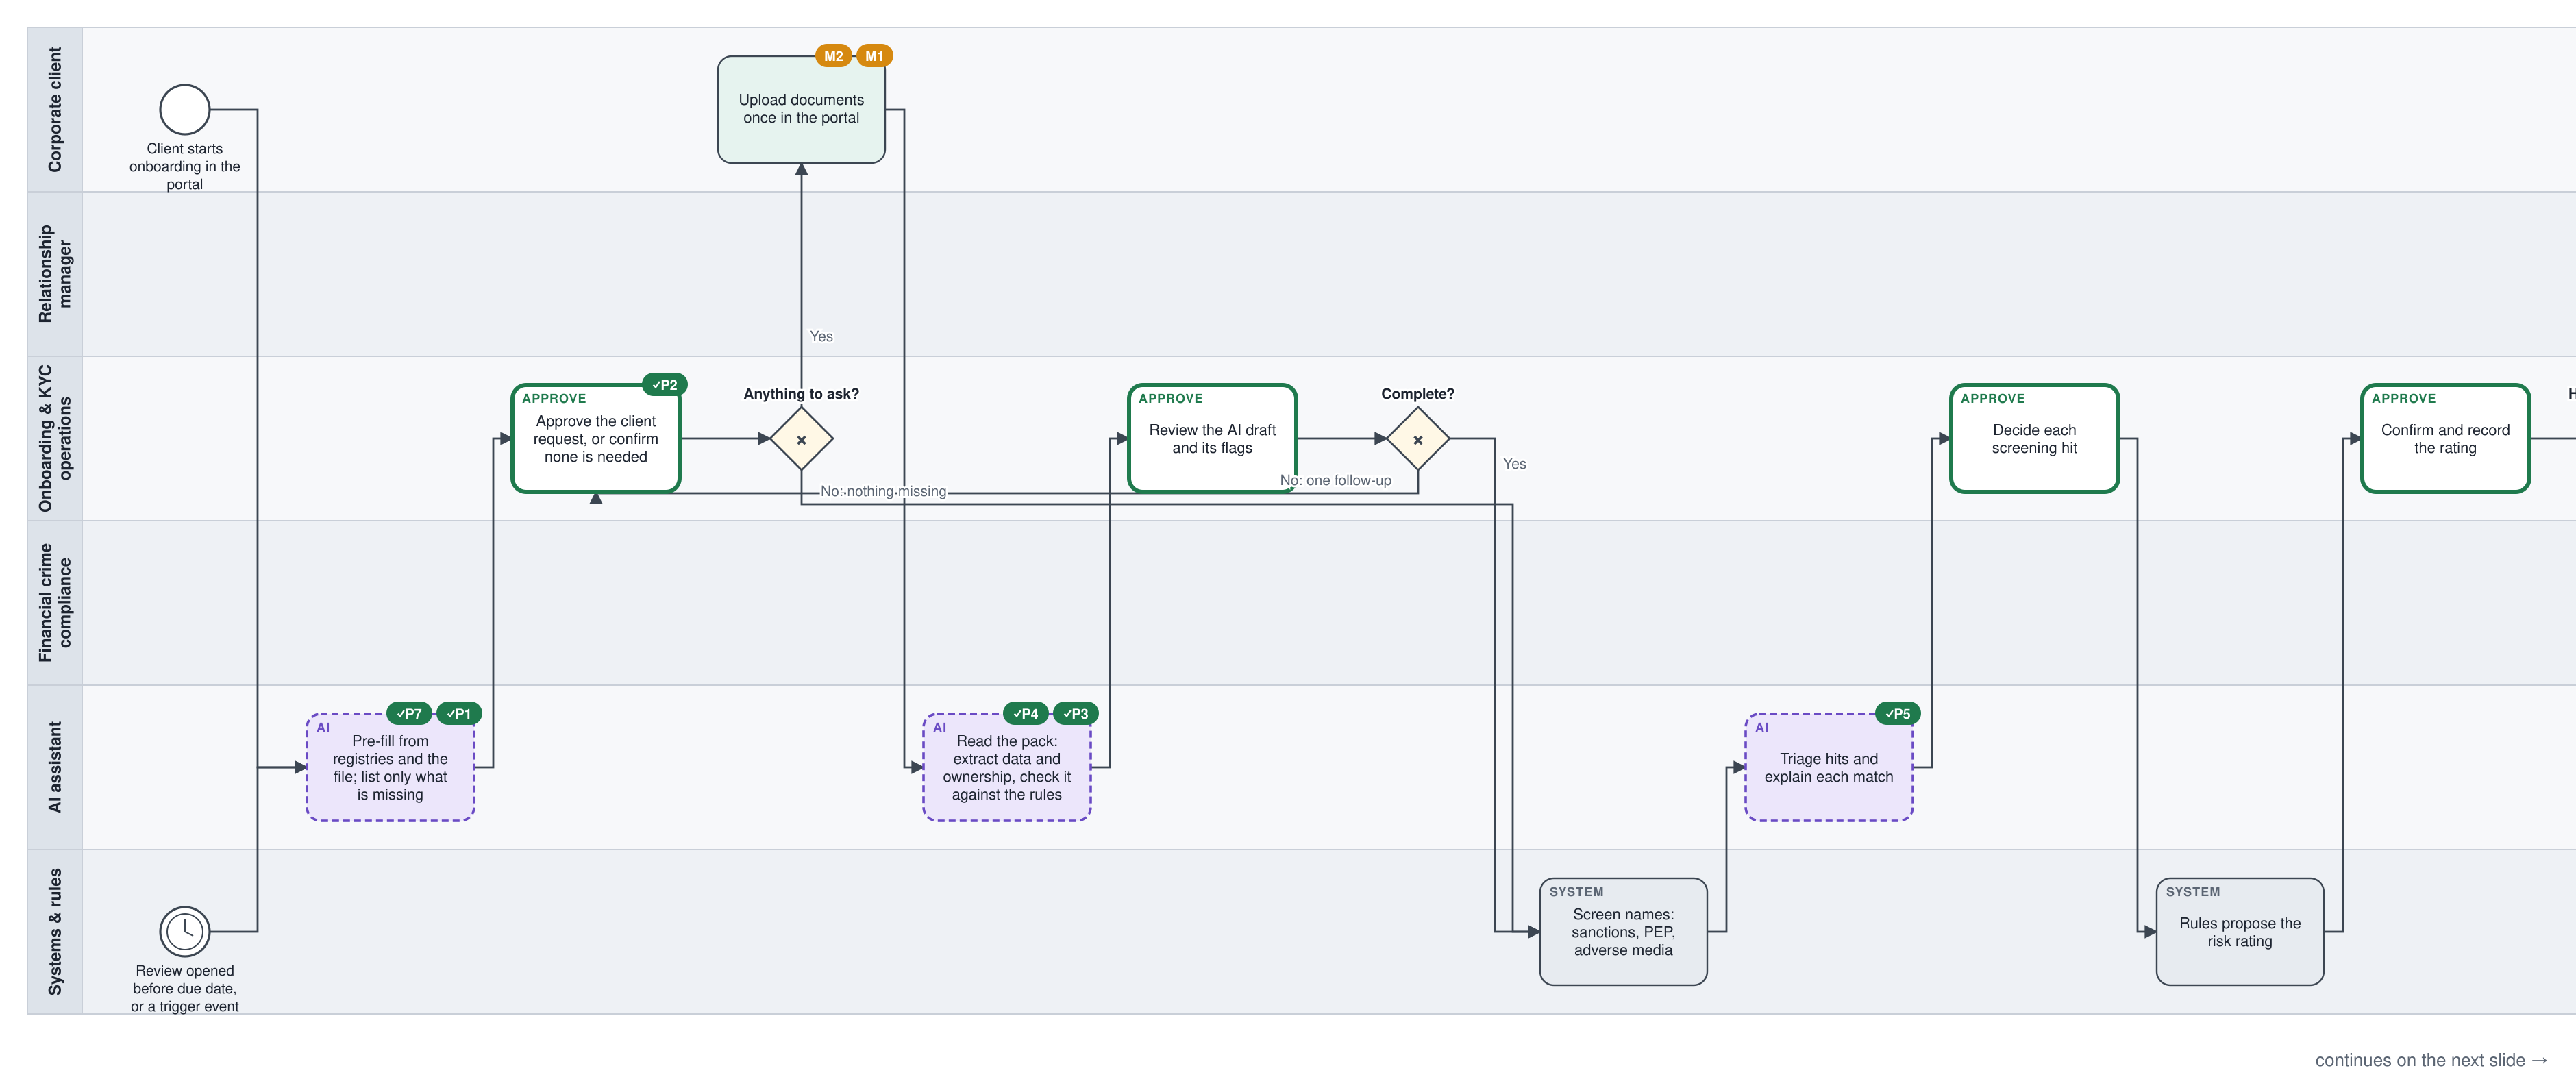 Corporate client
M2
M1
Upload documents
once in the portal
Client starts
onboarding in the
portal
Relationship
manager
Yes
Onboarding & KYC
operations
✓P2
APPROVE
Approve the client
request, or confirm
none is needed
Anything to ask?
×
No: nothing missing
APPROVE
Review the AI draft
and its flags
Complete?
×
No: one follow-up
Yes
APPROVE
Decide each
screening hit
APPROVE
Confirm and record
the rating
H
Financial crime
compliance
AI assistant
✓P7
✓P1
AI
Pre-fill from
registries and the
file; list only what
is missing
✓P4
✓P3
AI
Read the pack:
extract data and
ownership, check it
against the rules
✓P5
AI
Triage hits and
explain each match
Systems & rules
Review opened
before due date,
or a trigger event
SYSTEM
Screen names:
sanctions, PEP,
adverse media
SYSTEM
Rules propose the
risk rating
continues on the next slide →